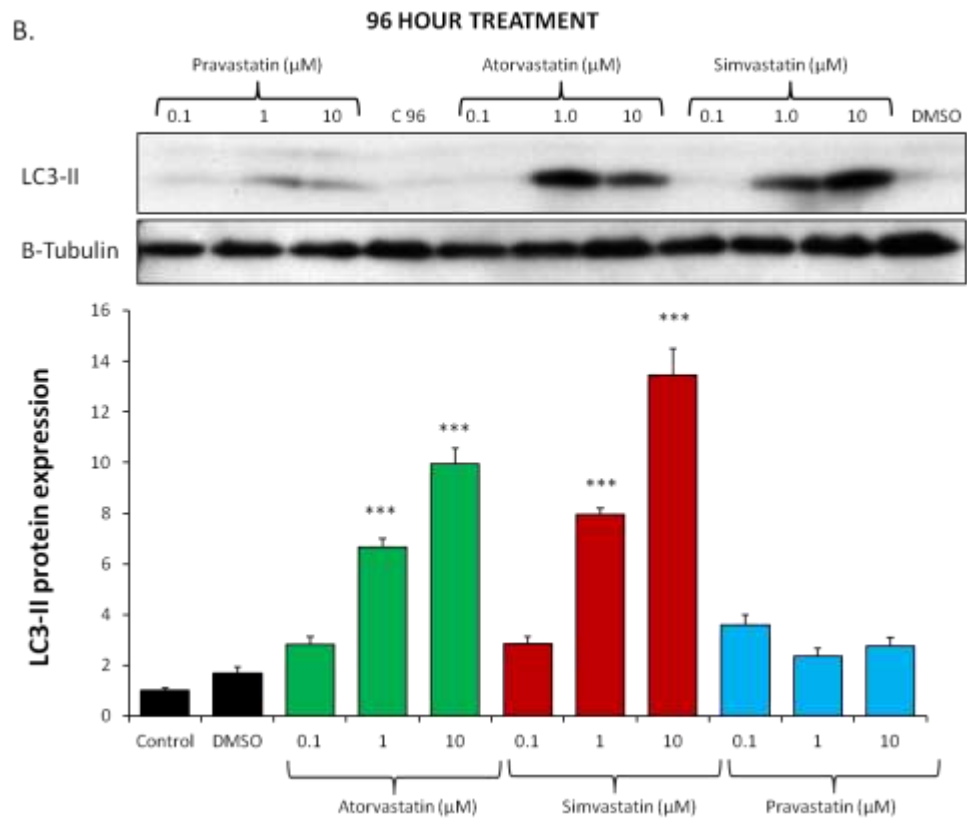 B.
96 HOUR TREATMENT
Pravastatin (µM) Atorvastatin (µM) Simvastatin (µM)
0.1 1 10 C 96 0.1 1.0 10 0.1 1.0 10 DMSO
LC3-II
B-Tubulin
LC3-II protein expression
16
14
12
10
8
6
4
2
0
*** *** *** ***
Control DMSO 0.1 1 10 0.1 1 10 0.1 1 10
Atorvastatin (µM) Simvastatin (µM) Pravastatin (µM)